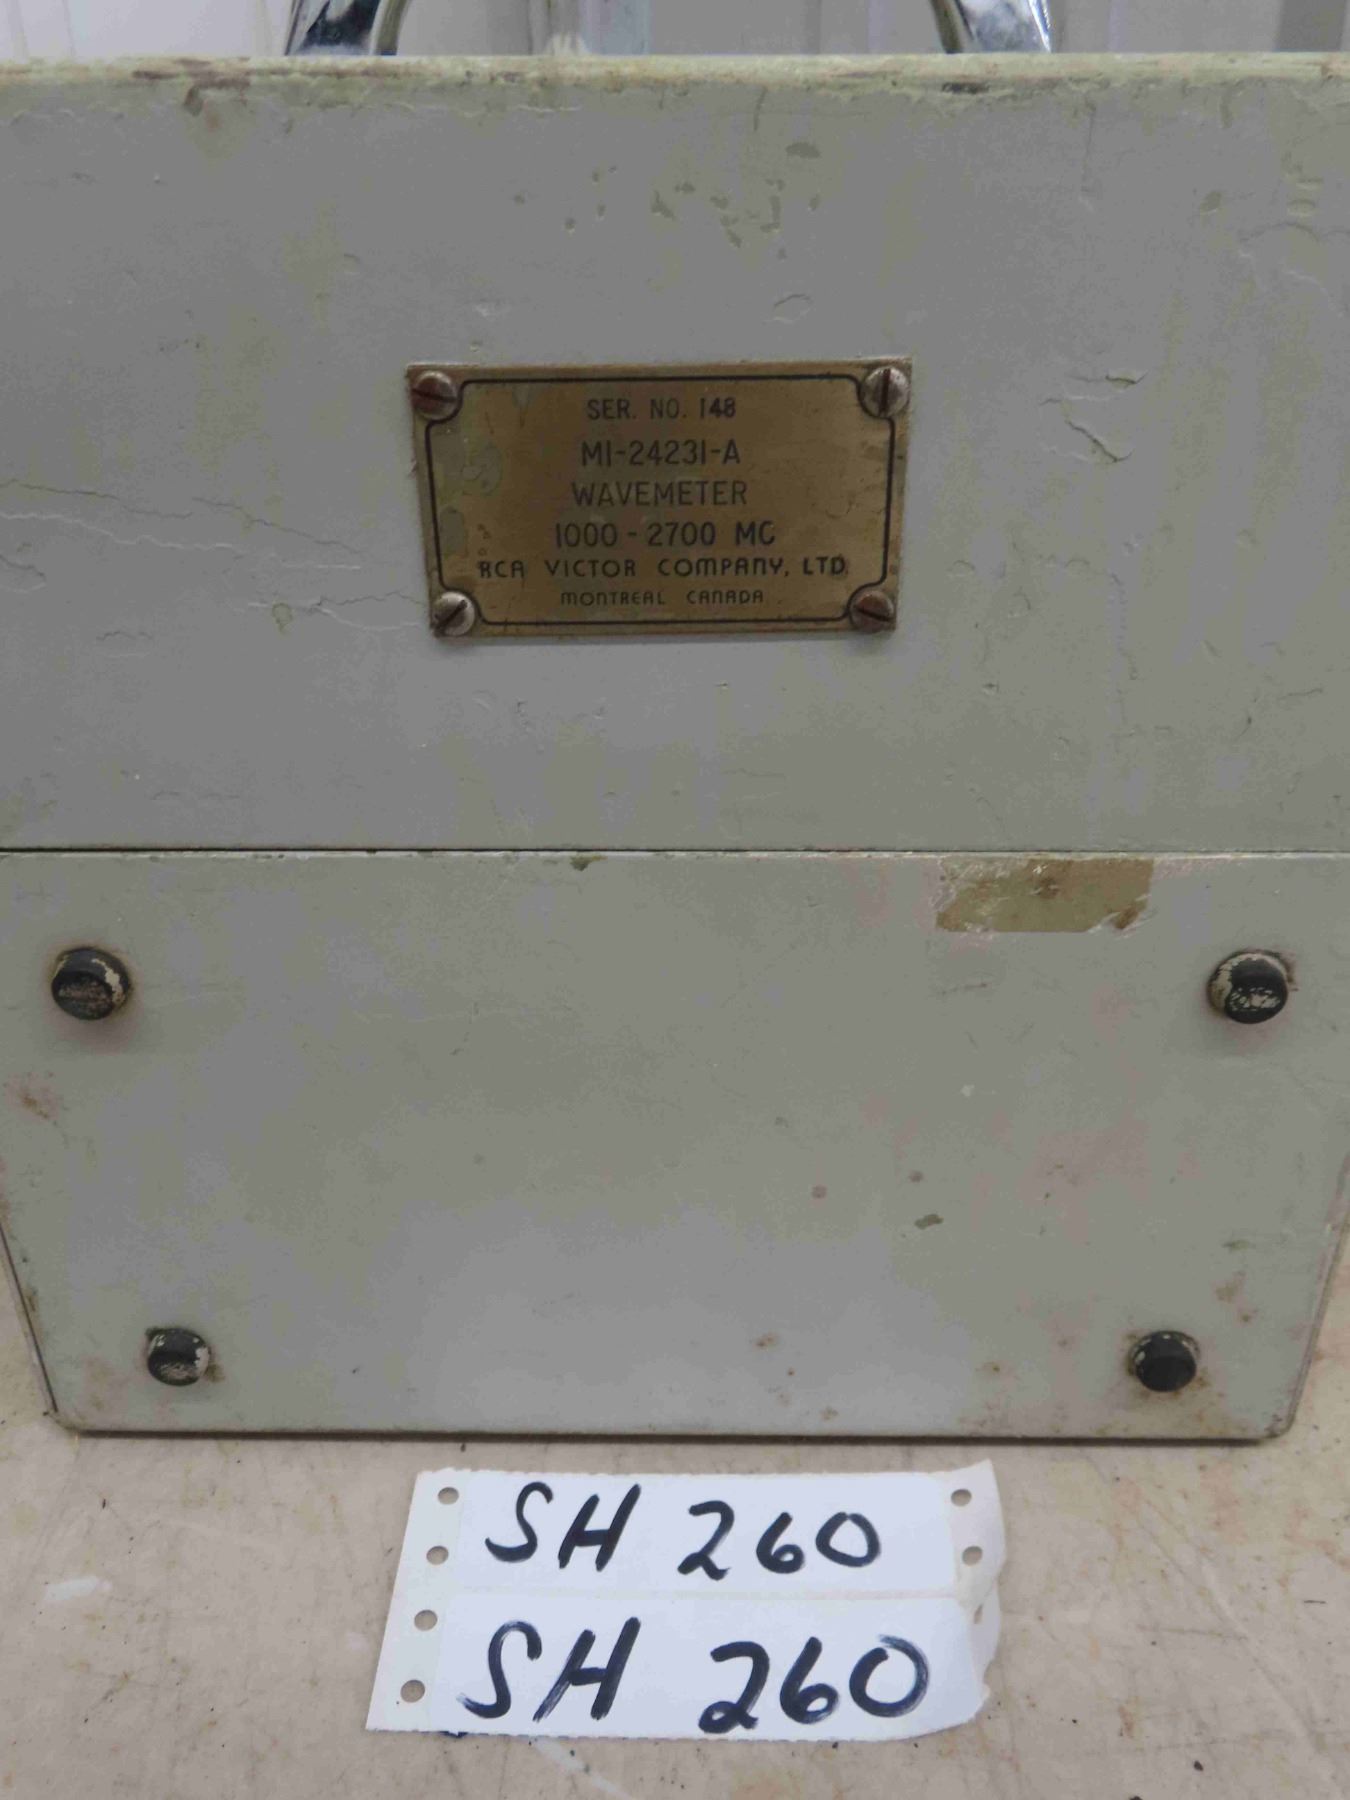 SER. NO. 148
MI-24231-A
WAVEMETER
1000 - 2700 MC
RCA VICTOR COMPANY, LTD.
MONTREAL CANADA
SH 260
SH 260